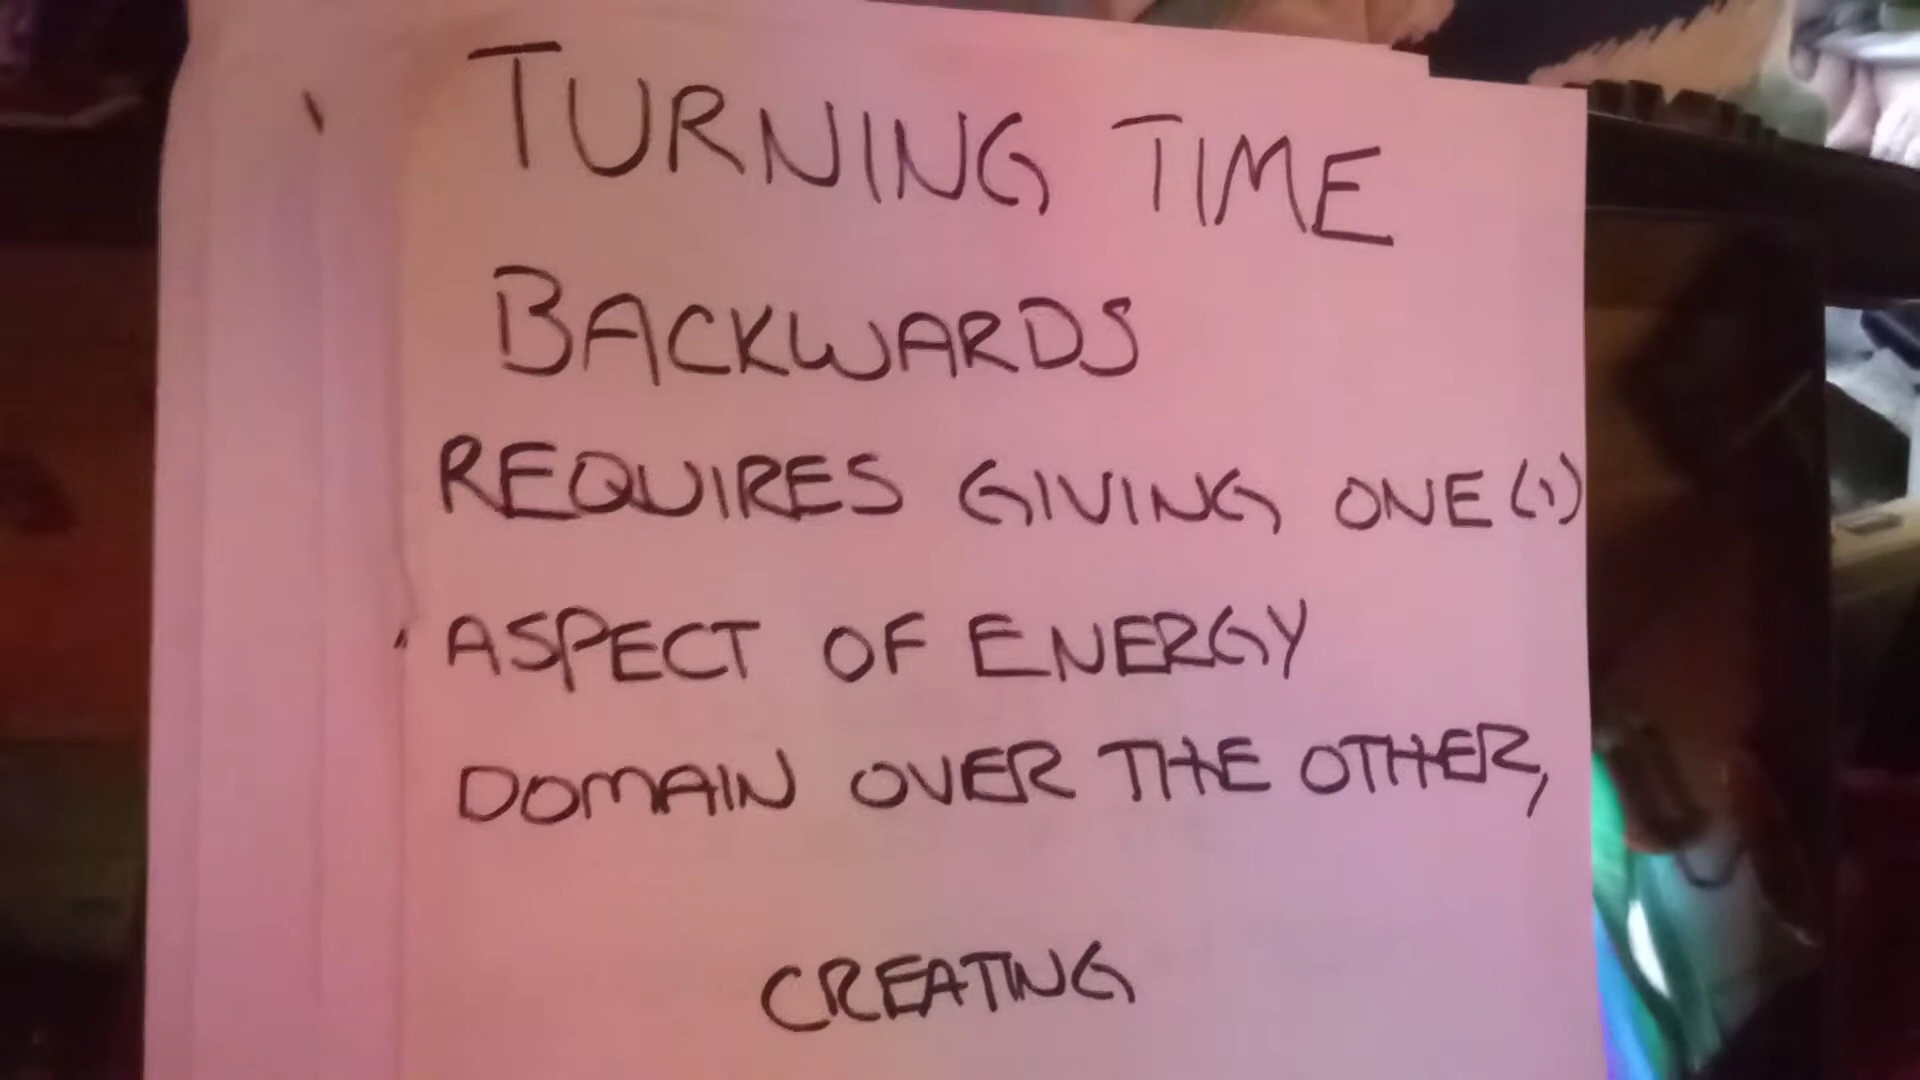 TURNING TIME
BACKWARDS
REQUIRES GIVING ONE (1)
ASPECT OF ENERGY
DOMAIN OVER THE OTHER,
CREATING